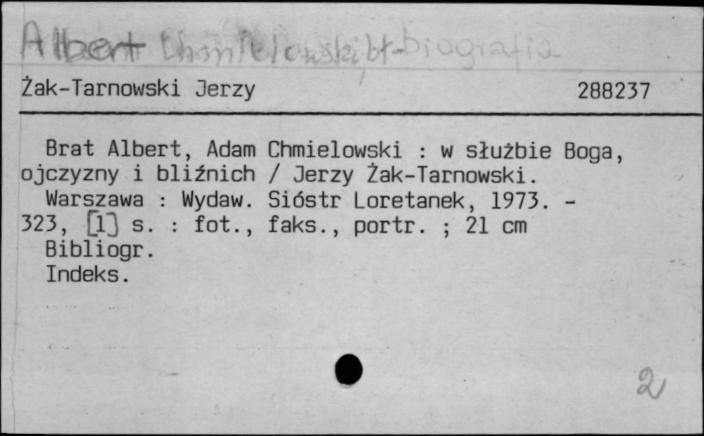 Albert Chmielowski bł-biografia
Żak-Tarnowski Jerzy 288237
Brat Albert, Adam Chmielowski : w służbie Boga,
ojczyzny i bliźnich / Jerzy Żak-Tarnowski.
Warszawa : Wydaw. Sióstr Loretanek, 1973. -
323, [1] s. : fot., faks., portr. ; 21 cm
Bibliogr.
Indeks.
2